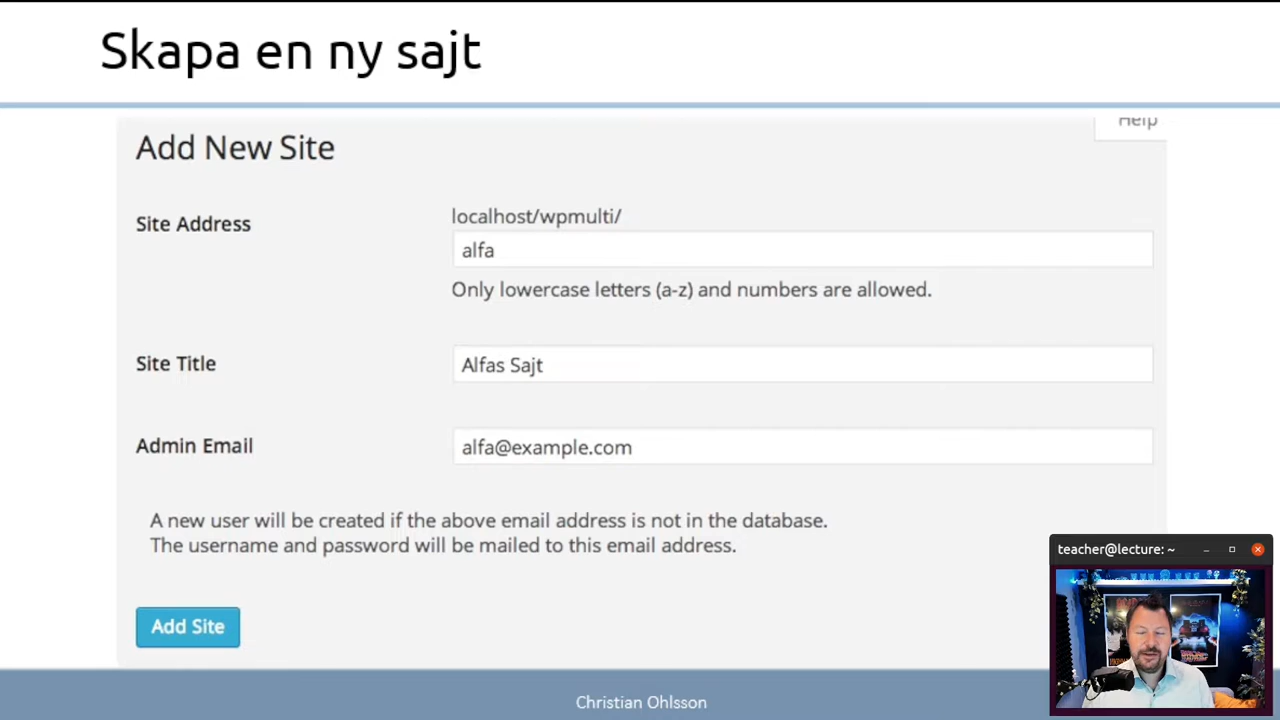 Skapa en ny sajt
Help
Add New Site
Site Address
localhost/wpmulti/
alfa
Only lowercase letters (a-z) and numbers are allowed.
Site Title
Alfas Sajt
Admin Email
alfa@example.com
A new user will be created if the above email address is not in the database.
The username and password will be mailed to this email address.
Add Site
teacher@lecture: ~
Christian Ohlsson